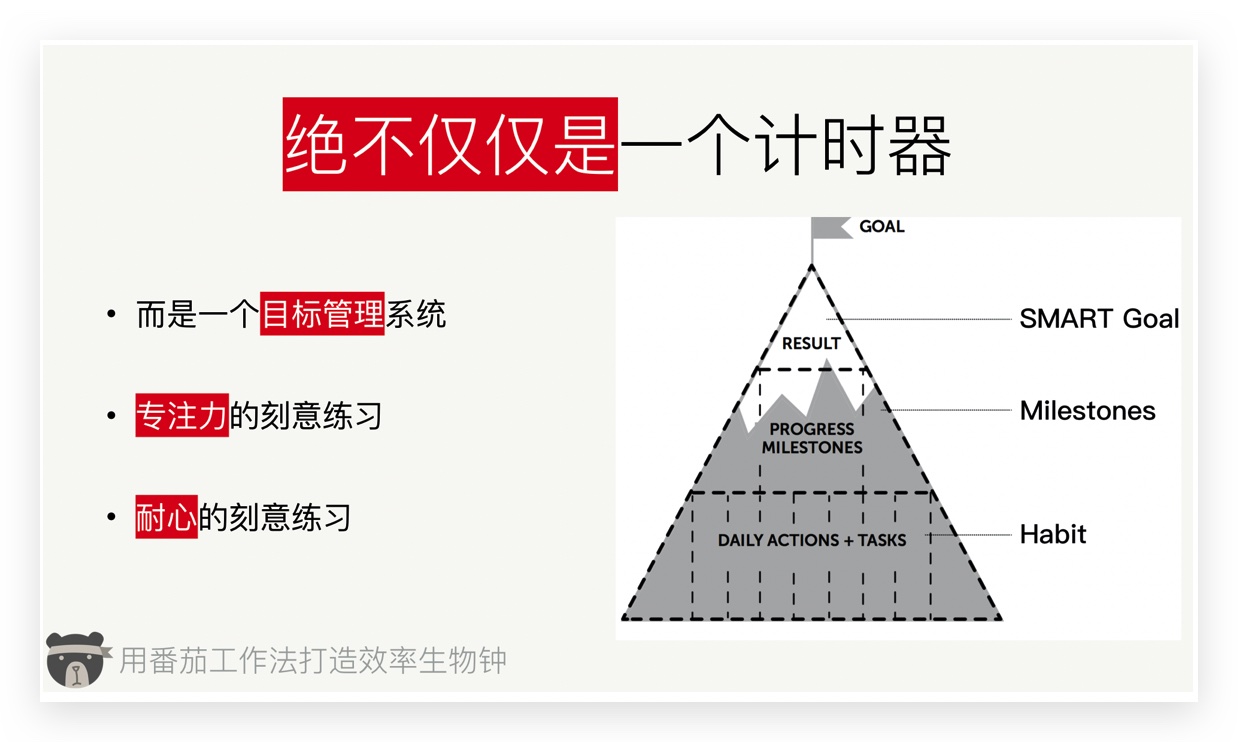 绝不仅仅是一个计时器
• 而是一个目标管理系统
• 专注力的刻意练习
• 耐心的刻意练习
GOAL
SMART Goal
RESULT
Milestones
PROGRESS
MILESTONES
Habit
DAILY ACTIONS + TASKS
用番茄工作法打造效率生物钟